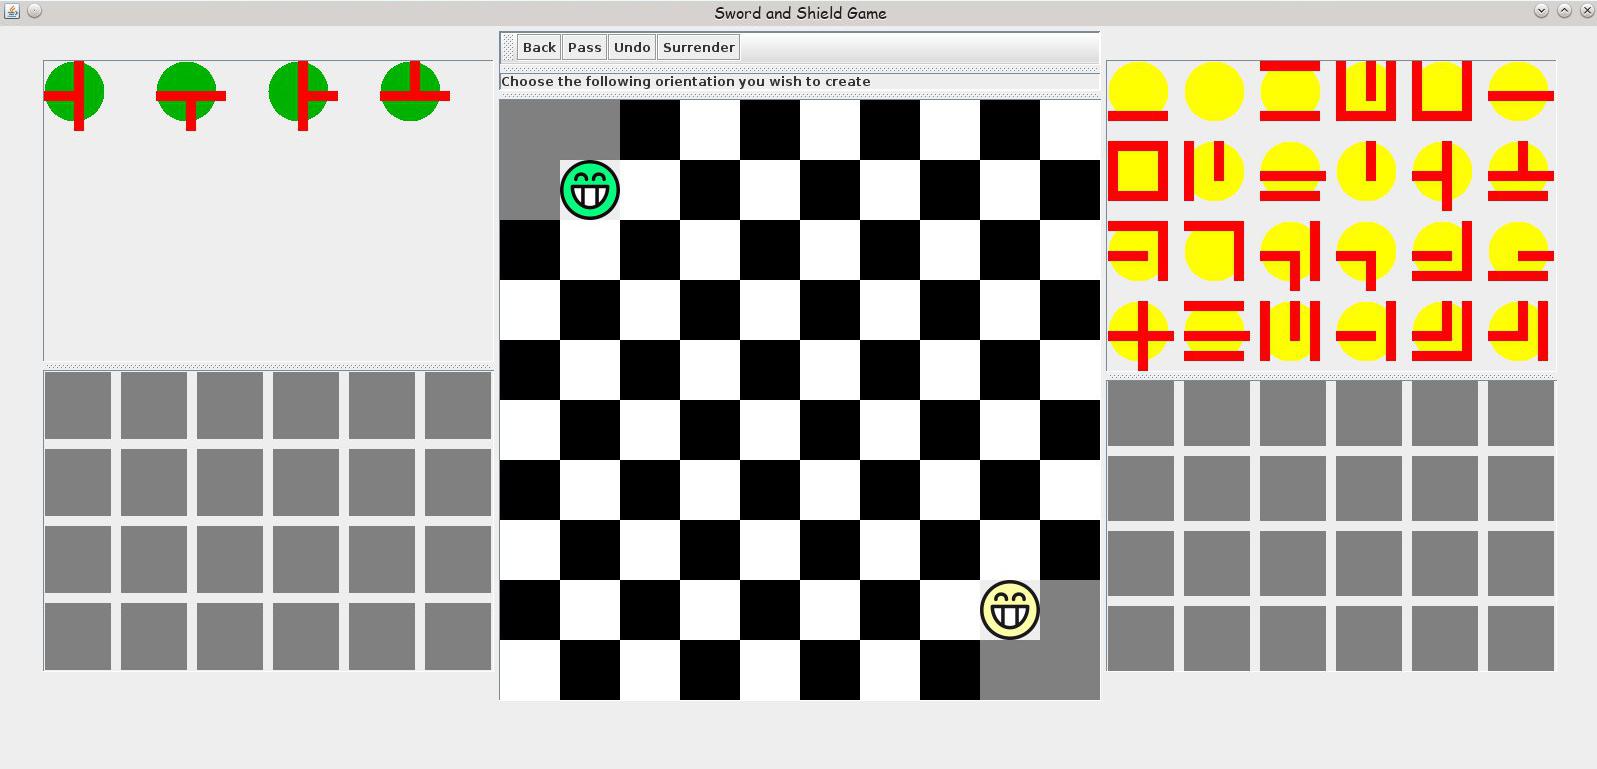 Sword and Shield Game
Back Pass Undo Surrender
Choose the following orientation you wish to create